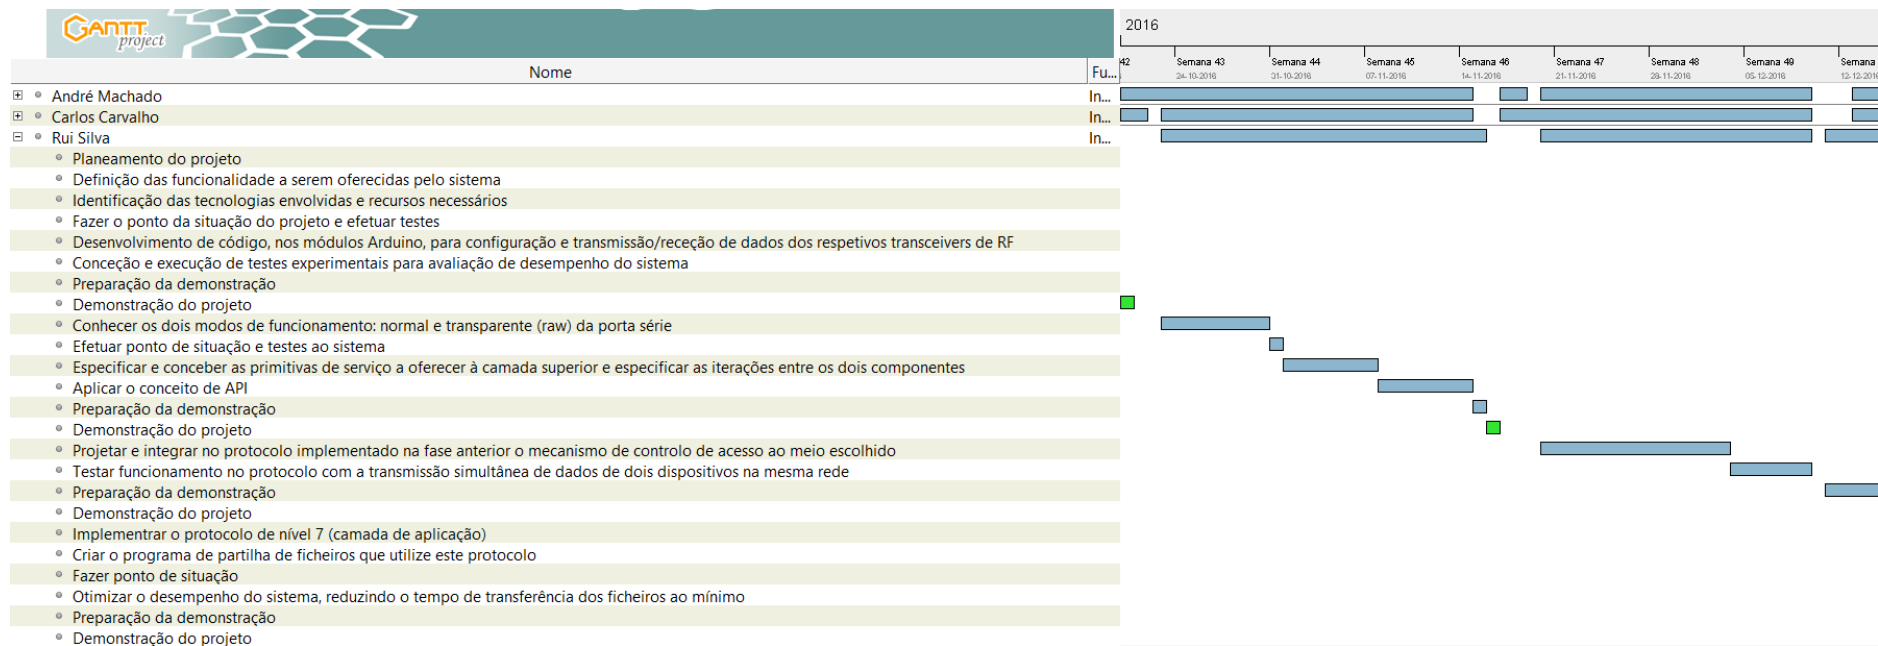 GANTT
project
2016
Nome
Fu...
42
Semana 43
Semana 44
Semana 45
Semana 46
Semana 47
Semana 48
Semana 49
Semana
24-10-2016
31-10-2016
07-11-2016
14-11-2016
21-11-2016
28-11-2016
05-12-2016
12-12-2016
André Machado
In...
Carlos Carvalho
In...
Rui Silva
In...
Planeamento do projeto
Definição das funcionalidade a serem oferecidas pelo sistema
Identificação das tecnologias envolvidas e recursos necessários
Fazer o ponto da situação do projeto e efetuar testes
Desenvolvimento de código, nos módulos Arduino, para configuração e transmissão/receção de dados dos respetivos transceivers de RF
Conceção e execução de testes experimentais para avaliação de desempenho do sistema
Preparação da demonstração
Demonstração do projeto
Conhecer os dois modos de funcionamento: normal e transparente (raw) da porta série
Efetuar ponto de situação e testes ao sistema
Especificar e conceber as primitivas de serviço a oferecer à camada superior e especificar as iterações entre os dois componentes
Aplicar o conceito de API
Preparação da demonstração
Demonstração do projeto
Projetar e integrar no protocolo implementado na fase anterior o mecanismo de controlo de acesso ao meio escolhido
Testar funcionamento no protocolo com a transmissão simultânea de dados de dois dispositivos na mesma rede
Preparação da demonstração
Demonstração do projeto
Implementrar o protocolo de nível 7 (camada de aplicação)
Criar o programa de partilha de ficheiros que utilize este protocolo
Fazer ponto de situação
Otimizar o desempenho do sistema, reduzindo o tempo de transferência dos ficheiros ao mínimo
Preparação da demonstração
Demonstração do projeto